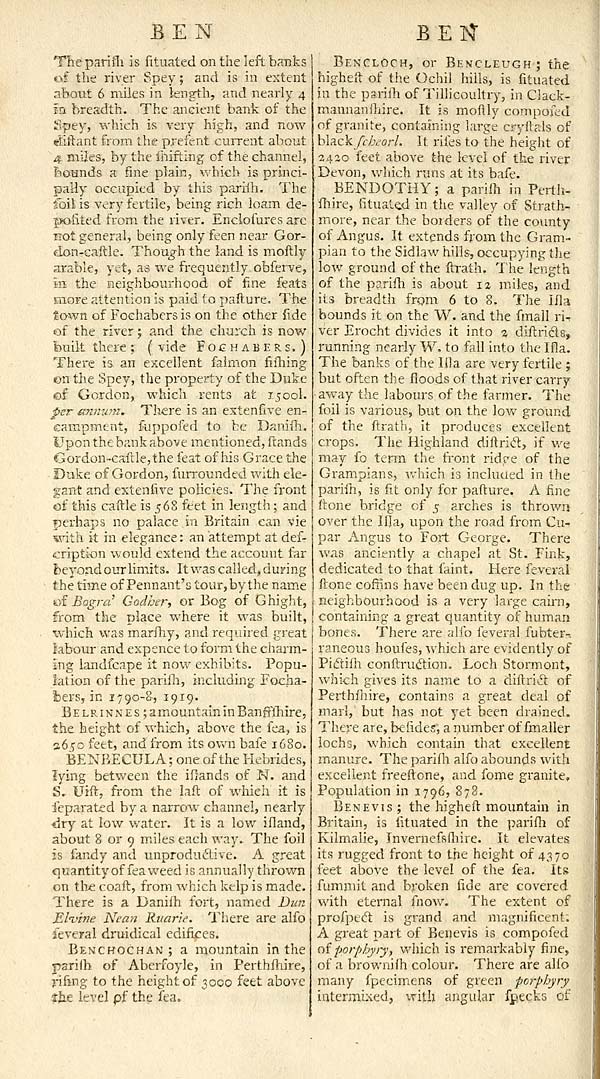 BEN
The pariſh is ſituated on the left banks
of the river Spey; and is in extent
about 6 miles in length, and nearly 4
in breadth. The ancient bank of the
Spey, which is very high, and now
diſtant from the preſent current about
4 miles, by the ſhifting of the channel,
bounds a fine plain, which is princi-
pally occupied by this pariſh. The
ſoil is very fertile, being rich loam de-
poſited from the river. Encloſures are
not general, being only ſeen near Gor-
don-caſtle. Though the land is moſtly
arable, yet, as we frequently obſerve,
in the neighbourhood of fine ſeats
more attention is paid to paſture. The
town of Fochabers is on the other ſide
of the river; and the church is now
built there; (vide FOCHABERS.)
There is an excellent ſalmon fiſhing
on the Spey, the property of the Duke
of Gordon, which rents at 1500l.
per annum. There is an extenſive en-
campment, ſuppoſed to be Daniſh.
Upon the bank above mentioned, ſtands
Gordon-caſtle, the ſeat of his Grace the
Duke of Gordon, ſurrounded with ele-
gant and extenſive policies. The front
of this caſtle is 568 feet in length; and
perhaps no palace in Britain can vie
with it in elegance: an attempt at deſ-
cription would extend the account far
beyond our limits. It was called, during
the time of Pennant's tour, by the name
of Bogra' Godher, or Bog of Ghight,
from the place where it was built,
which was marſhy, and required great
labour and expence to form the charm-
ing landſcape it now exhibits. Popu-
lation of the pariſh, including Focha-
bers, in 1790-8, 1919.
BELRINNES; a mountain in Banffſhire,
the height of which, above the ſea, is
2650 feet, and from its own baſe 1680.
BENBECULA; one of the Hebrides,
lying between the iſlands of N. and
S. Uiſt, from the laſt of which it is
ſeparated by a narrow channel, nearly
dry at low water. It is a low iſland,
about 8 or 9 miles each way. The ſoil
is ſandy and unproductive. A great
quantity of ſea weed is annually thrown
on the coaſt, from which kelp is made.
There is a Daniſh fort, named Dun
Elvine Nean Ruarie. There are alſo
ſeveral druidical edifices.
BENCHOCHAN; a mountain in the
pariſh of Aberfoyle, in Perthſhire,
riſing to the height of 3000 feet above
the level of the ſea.
BEN
BENCLOCH, or BENCLEUGH; the
higheſt of the Ochil hills, is ſituated
in the pariſh of Tillicoultry, in Clack-
mannanſhire. It is moſtly compoſed
of granite, containing large cryſtals of
black ſcheorl. It riſes to the height of
2420 feet above the level of the river
Devon, which runs at its baſe.
BENDOTHY; a pariſh in Perth-
ſhire, ſituated in the valley of Strath-
more, near the borders of the county
of Angus. It extends from the Gram-
pian to the Sidlaw hills, occupying the
low ground of the ſtrath. The length
of the pariſh is about 12 miles, and
its breadth from 6 to 8. The Iſla
bounds it on the W. and the ſmall ri-
ver Erocht divides it into 2 diſtricts,
running nearly W. to fall into the Iſla.
The banks of the Iſla are very fertile;
but often the floods of that river carry
away the labours of the farmer. The
ſoil is various, but on the low ground
of the ſtrath, it produces excellent
crops. The Highland diſtrict, if we
may ſo term the front ridge of the
Grampians, which is included in the
pariſh, is fit only for paſture. A fine
ſtone bridge of 5 arches is thrown
over the Iſla, upon the road from Cu-
par Angus to Fort George. There
was anciently a chapel at St. Fink,
dedicated to that ſaint. Here ſeveral
ſtone coffins have been dug up. In the
neighbourhood is a very large cairn,
containing a great quantity of human
bones. There are alſo ſeveral ſubter-
raneous houſes, which are evidently of
Pictiſh conſtruction. Loch Stormont,
which gives its name to a diſtrict of
Perthſhire, contains a great deal of
marl, but has not yet been drained.
There are, beſides, a number of ſmaller
lochs, which contain that excellent
manure. The pariſh alſo abounds with
excellent freeſtone, and ſome granite.
Population in 1796, 878.
BENEVIS; the higheſt mountain in
Britain, is ſituated in the pariſh of
Kilmalie, Inverneſsſhire. It elevates
its rugged front to the height of 4370
feet above the level of the ſea. Its
ſummit and broken ſide are covered
with eternal ſnow. The extent of
proſpect is grand and magnificent.
A great part of Benevis is compoſed
of porphyry, which is remarkably fine,
of a browniſh colour. There are alſo
many ſpecimens of green porphyry
intermixed, with angular ſpecks of